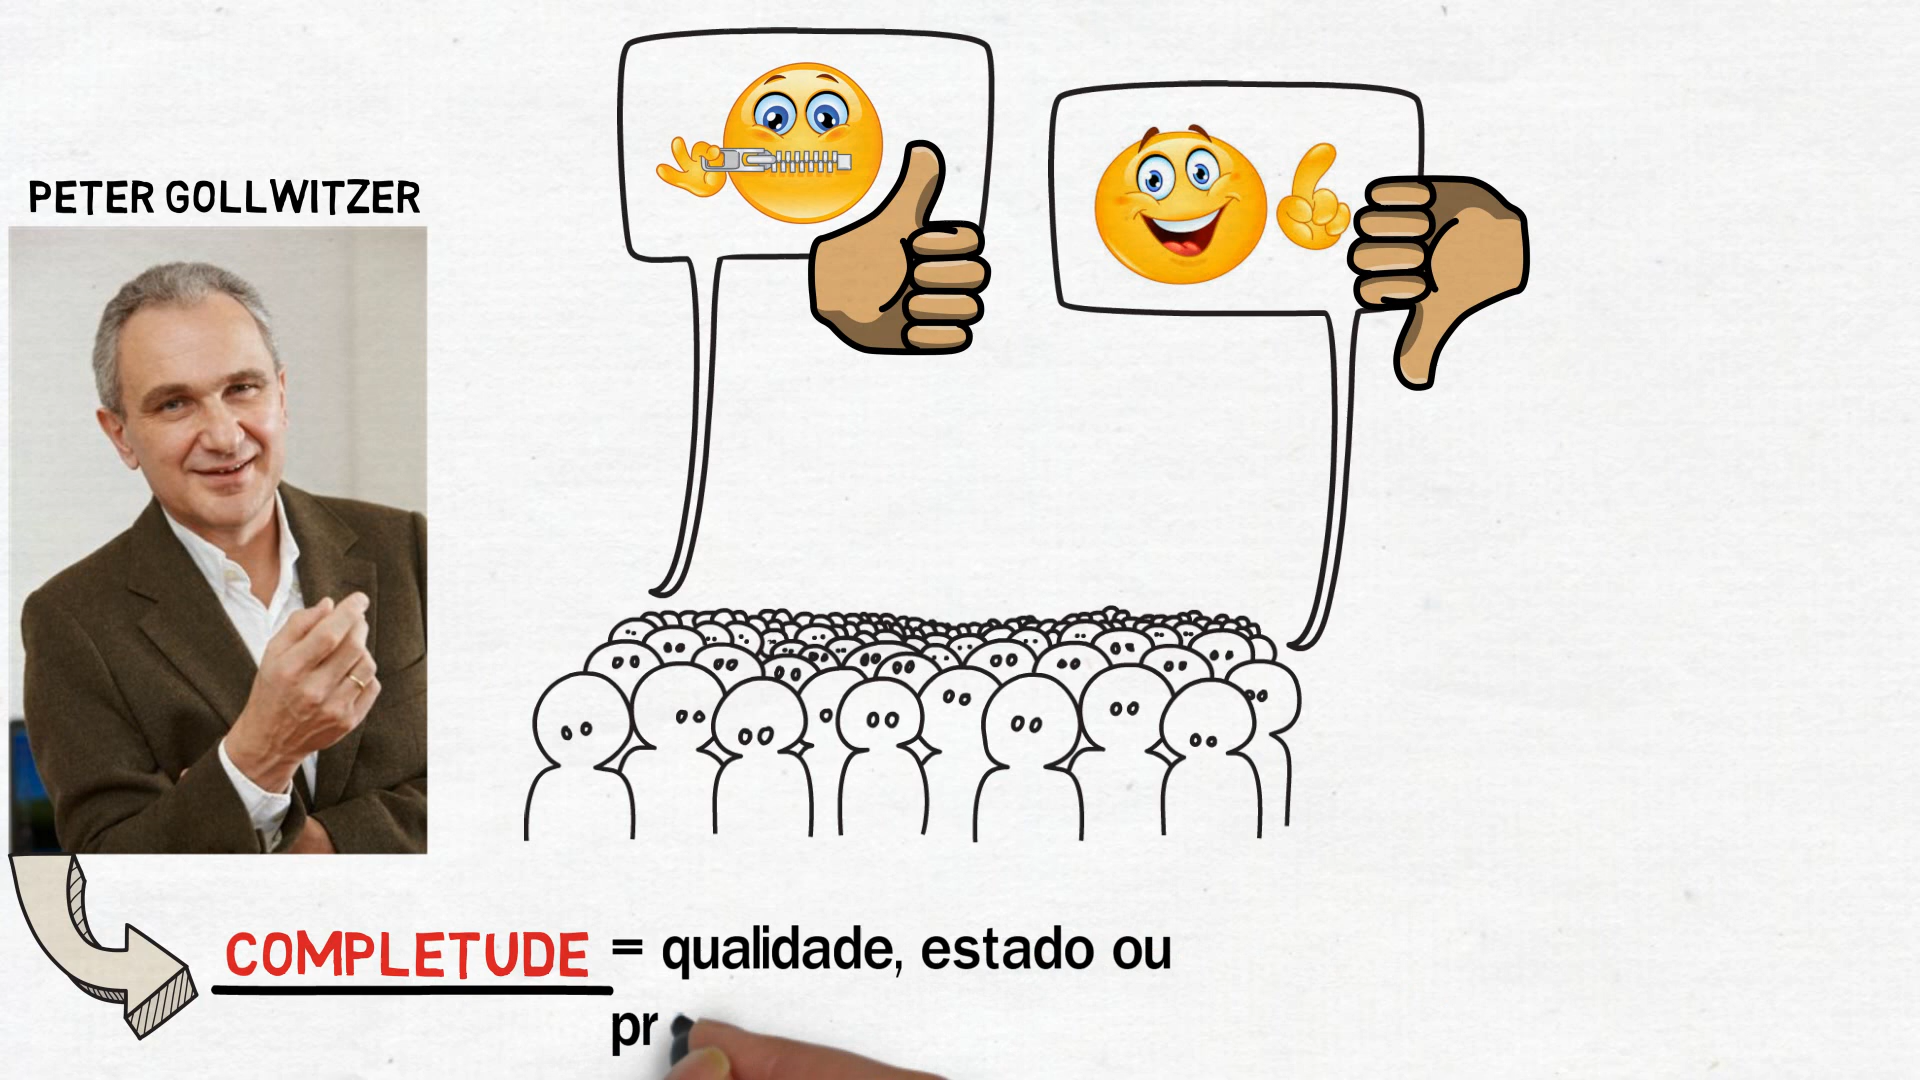 PETER GOLLWITZER
COMPLETUDE = qualidade, estado ou
pr